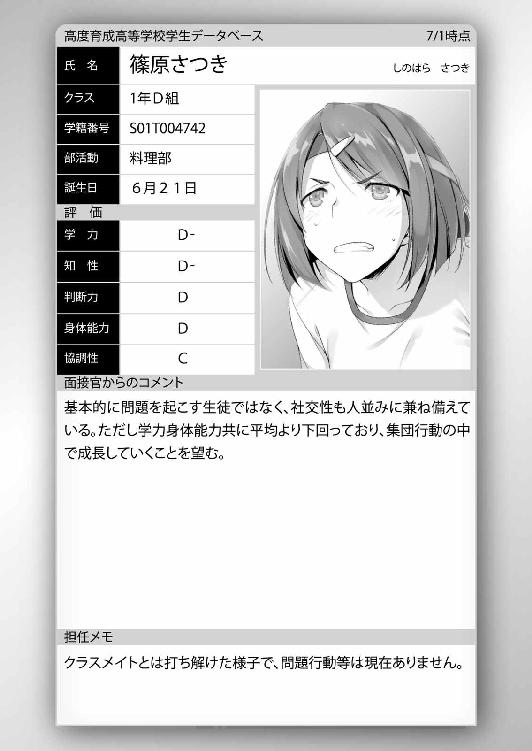 高度育成高等学校学生データベース 7/1時点
氏 名 篠原さつき しのはら さつき
クラス 1年D組
学籍番号 S01T004742
部活動 料理部
誕生日 6月21日
評 価
学 力 D-
知 性 D-
判断力 D
身体能力 D
協調性 C
面接官からのコメント
基本的に問題を起こす生徒ではなく、社交性も人並みに兼ね備えて
いる。ただし学力身体能力共に平均より下回っており、集団行動の中
で成長していくことを望む。
担任メモ
クラスメイトとは打ち解けた様子で、問題行動等は現在ありません。